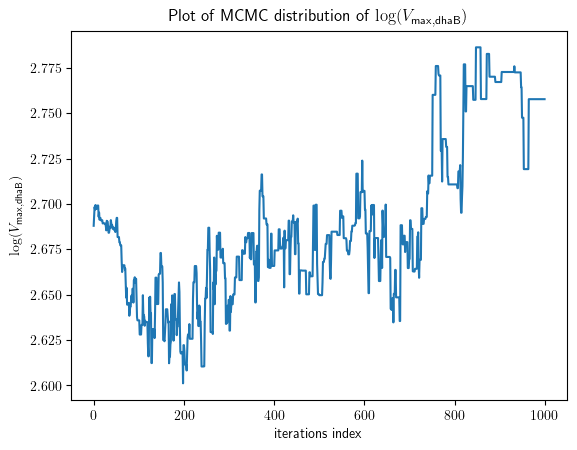 Plot of MCMC distribution of log(V_max,dhaB)
log(V_max,dhaB)
2.775
2.750
2.725
2.700
2.675
2.650
2.625
2.600
0 200 400 600 800 1000
iterations index